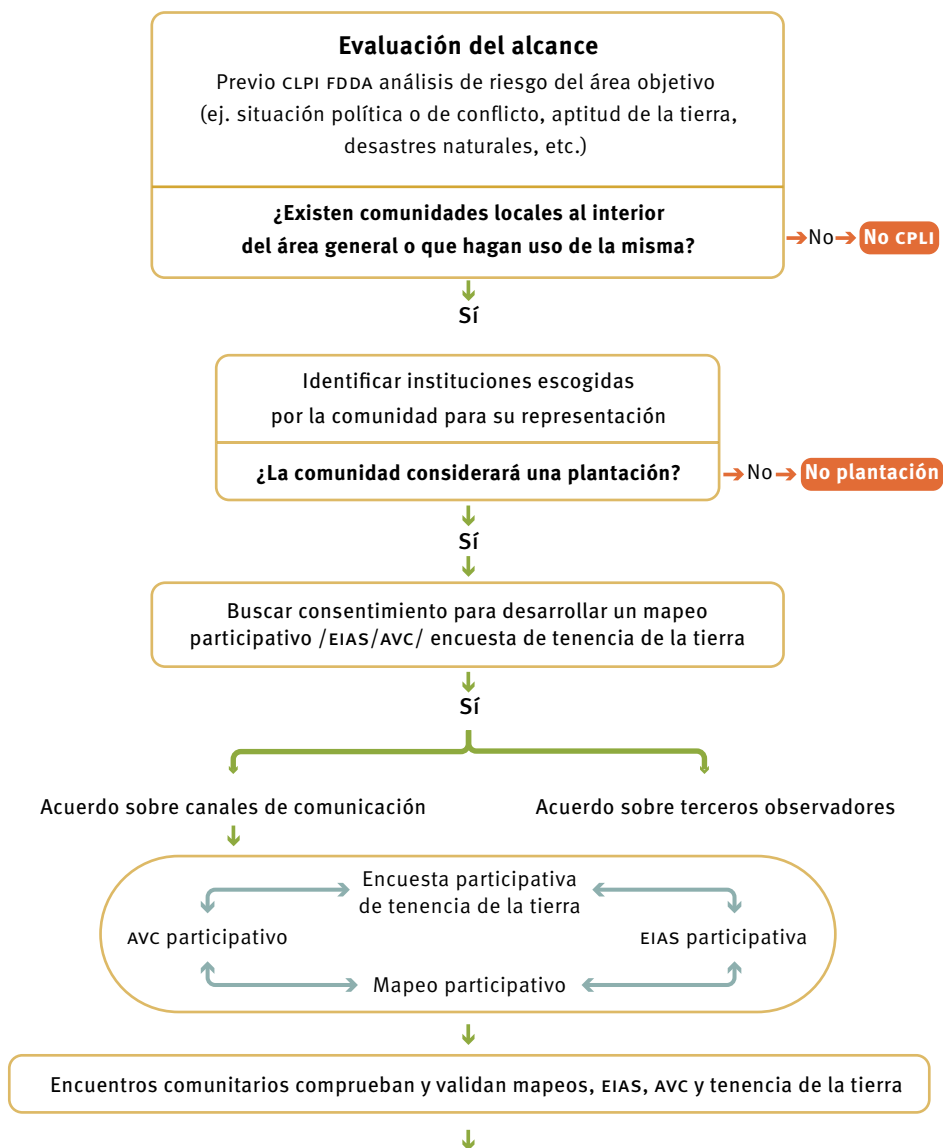 Evaluación del alcance
Previo CLPI FDDA análisis de riesgo del área objetivo
(ej. situación política o de conflicto, aptitud de la tierra,
desastres naturales, etc.)
¿Existen comunidades locales al interior
del área general o que hagan uso de la misma?
No
No CPLI
Sí
Identificar instituciones escogidas
por la comunidad para su representación
¿La comunidad considerará una plantación?
No
No plantación
Sí
Buscar consentimiento para desarrollar un mapeo
participativo /EIAS/AVC/ encuesta de tenencia de la tierra
Sí
Acuerdo sobre canales de comunicación
Acuerdo sobre terceros observadores
Encuesta participativa
de tenencia de la tierra
AVC participativo
EIAS participativa
Mapeo participativo
Encuentros comunitarios comprueban y validan mapeos, EIAS, AVC y tenencia de la tierra